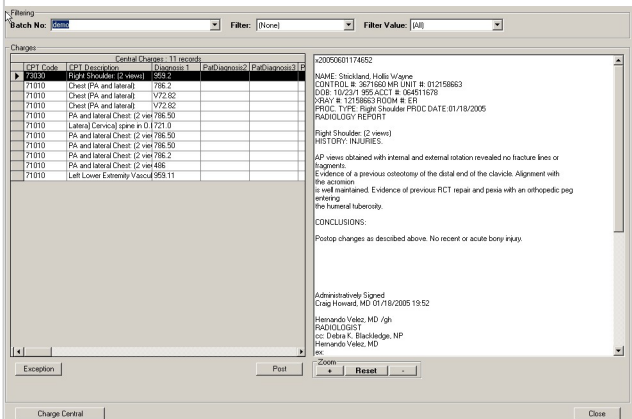 Filtering
Batch No: demo Filter: (None) Filter Value: (All)
Charges
Central Charges : 11 records
CPT Code CPT Description Diagnosis 1 PatDiagnosis2 PatDiagnosis3 P
73030 Right Shoulder: (2 views) 959.2
71010 Chest (PA and lateral): 786.2
71010 Chest (PA and lateral): V72.82
71010 Chest (PA and lateral): V72.82
71010 PA and lateral Chest: (2 vie 786.50
71010 Lateral] Cervica] spine in O.I 721.0
71010 PA and lateral Chest: (2 vie 786.50
71010 PA and lateral Chest: (2 vie 786.50
71010 PA and lateral Chest: (2 vie 786.2
71010 PA and lateral Chest: (2 vie 486
71010 Left Lower Extremity Vascul 959.11
Exception Post
x20050601174652
NAME: Strickland, Hollis Wayne
CONTROL #: 3671660 MR UNIT #: 012158663
DOB: 10/23/1 955 ACCT #: 064511678
XRAY #: 12158663 ROOM #: ER
PROC. TYPE: Right Shoulder PROC DATE:01/18/2005
RADIOLOGY REPORT
Right Shoulder: (2 views)
HISTORY: INJURIES.
AP views obtained with internal and external rotation revealed no fracture lines or
fragments.
Evidence of a previous osteotomy of the distal end of the clavicle. Alignment with
the acromion
is well maintained. Evidence of previous RCT repair and pexia with an orthopedic peg
entering
the humeral tuberosity.
CONCLUSIONS:
Postop changes as described above. No recent or acute bony injury.
Administratively Signed
Craig Howard, MD 01/18/2005 19:52
Hernando Velez, MD /gh
RADIOLOGIST
cc: Debra K. Blackledge, NP
Hernando Velez, MD
ex:
Zoom
+ Reset -
Charge Central Close